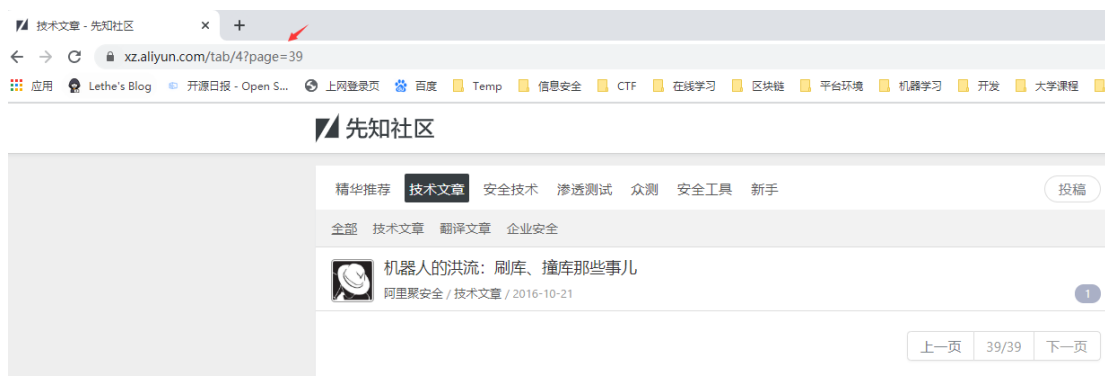 技术文章 - 先知社区
xz.aliyun.com/tab/4?page=39
应用 Lethe's Blog 开源日报 - Open S... 上网登录页 百度 Temp 信息安全 CTF 在线学习 区块链 平台环境 机器学习 开发 大学课程
先知社区
精华推荐 技术文章 安全技术 渗透测试 众测 安全工具 新手 投稿
全部 技术文章 翻译文章 企业安全
机器人的洪流：刷库、撞库那些事儿
阿里聚安全 / 技术文章 / 2016-10-21 1
上一页 39/39 下一页